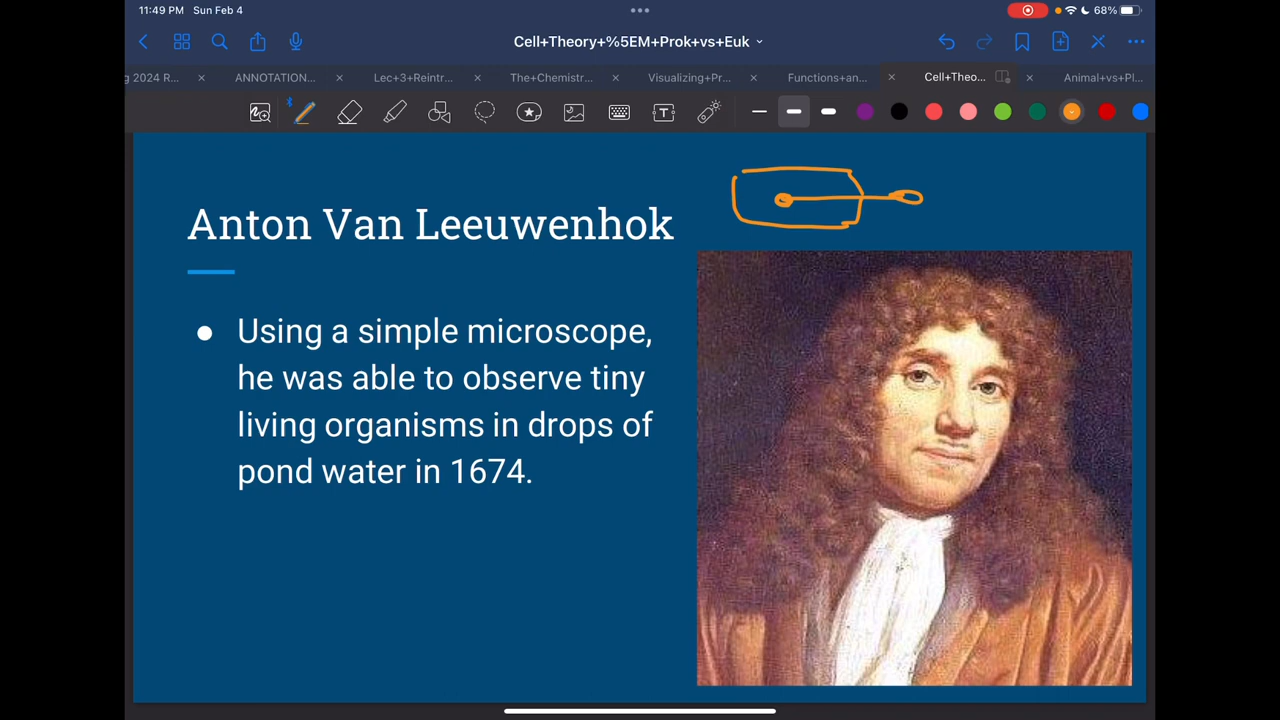 11:49 PM Sun Feb 4
68%
Cell+Theory+%5EM+Prok+vs+Euk
g 2024 R...
ANNOTATION...
Lec+3+Reintr...
The+Chemistr...
Visualizing+Pr...
Functions+an...
Cell+Theo...
Animal+vs+Pl...
Anton Van Leeuwenhok
Using a simple microscope,
he was able to observe tiny
living organisms in drops of
pond water in 1674.